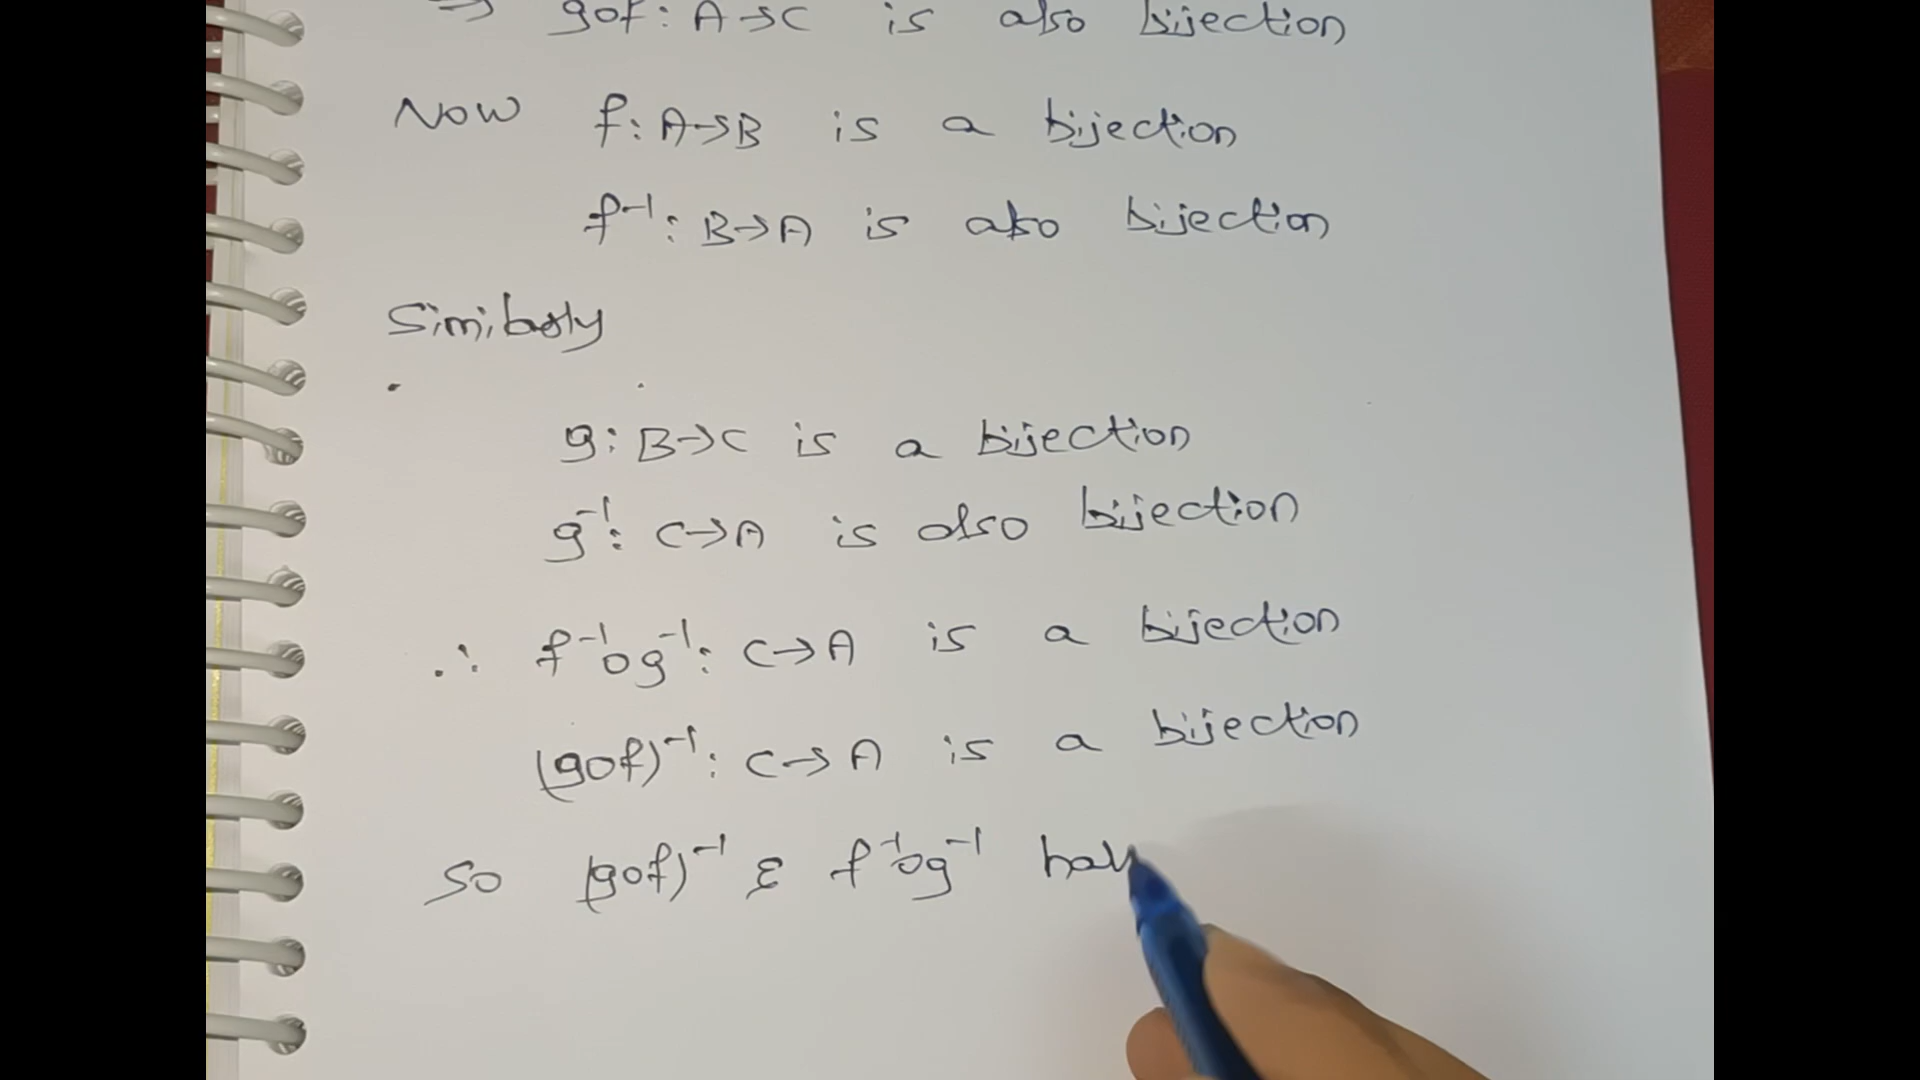 ⇒ gof: A→C is also bijection
Now f: A→B is a bijection
f⁻¹: B→A is also bijection
Similarly
g: B→C is a bijection
g⁻¹: C→A is also bijection
∴ f⁻¹og⁻¹: C→A is a bijection
(gof)⁻¹: C→A is a bijection
So (gof)⁻¹ & f⁻¹og⁻¹ hav